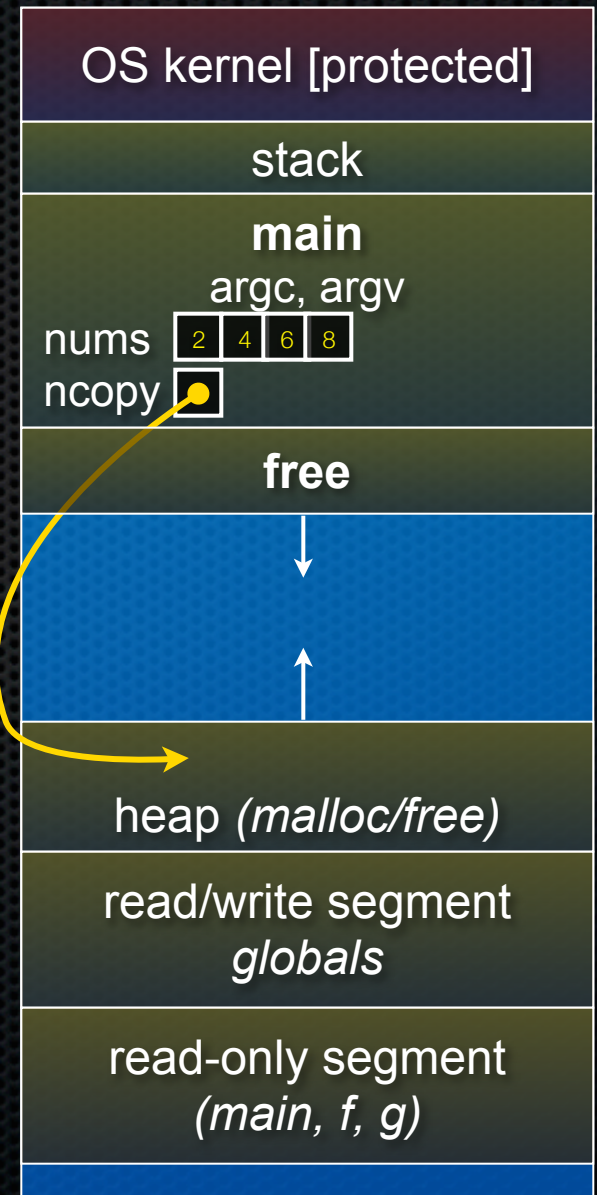 OS kernel [protected]
stack
main
argc, argv
nums 2 4 6 8
ncopy
free
heap (malloc/free)
read/write segment
globals
read-only segment
(main, f, g)